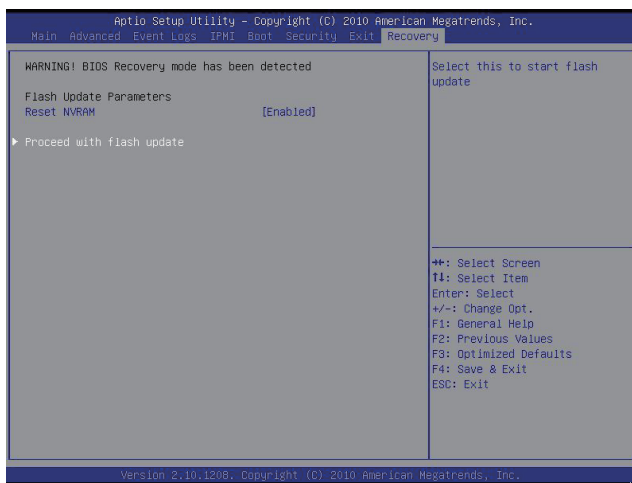 Aptio Setup Utility – Copyright (C) 2010 American Megatrends, Inc.
Main Advanced Event Logs IPMI Boot Security Exit Recovery
WARNING! BIOS Recovery mode has been detected
Flash Update Parameters
Reset NVRAM [Enabled]
Proceed with flash update
Select this to start flash
update
: Select Screen
↑↓: Select Item
Enter: Select
+/-: Change Opt.
F1: General Help
F2: Previous Values
F3: Optimized Defaults
F4: Save & Exit
ESC: Exit
Version 2.10.1208. Copyright (C) 2010 American Megatrends, Inc.